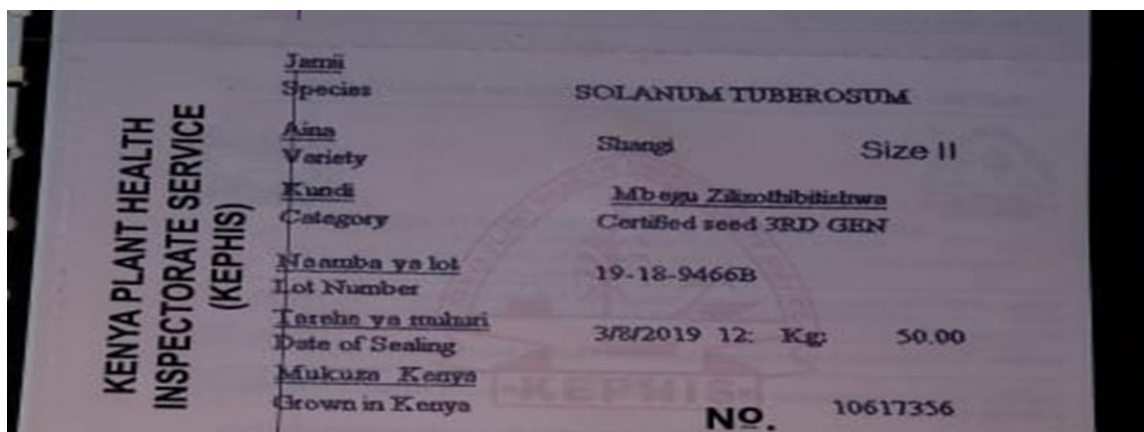 KENYA PLANT HEALTH
INSPECTORATE SERVICE
(KEPHIS)
Jamii
Species SOLANUM TUBEROSUM
Aina
Variety Shangi Size II
Kundi Mbegu Zilizothibitishwa
Category Certified seed 3RD GEN
Naamba ya lot
Lot Number 19-18-9466B
Tarehe ya muhuri
Date of Sealing 3/8/2019 12: Kg: 50.00
Mukuza Kenya
Grown in Kenya Nº. 10617356
-KEPHIS-